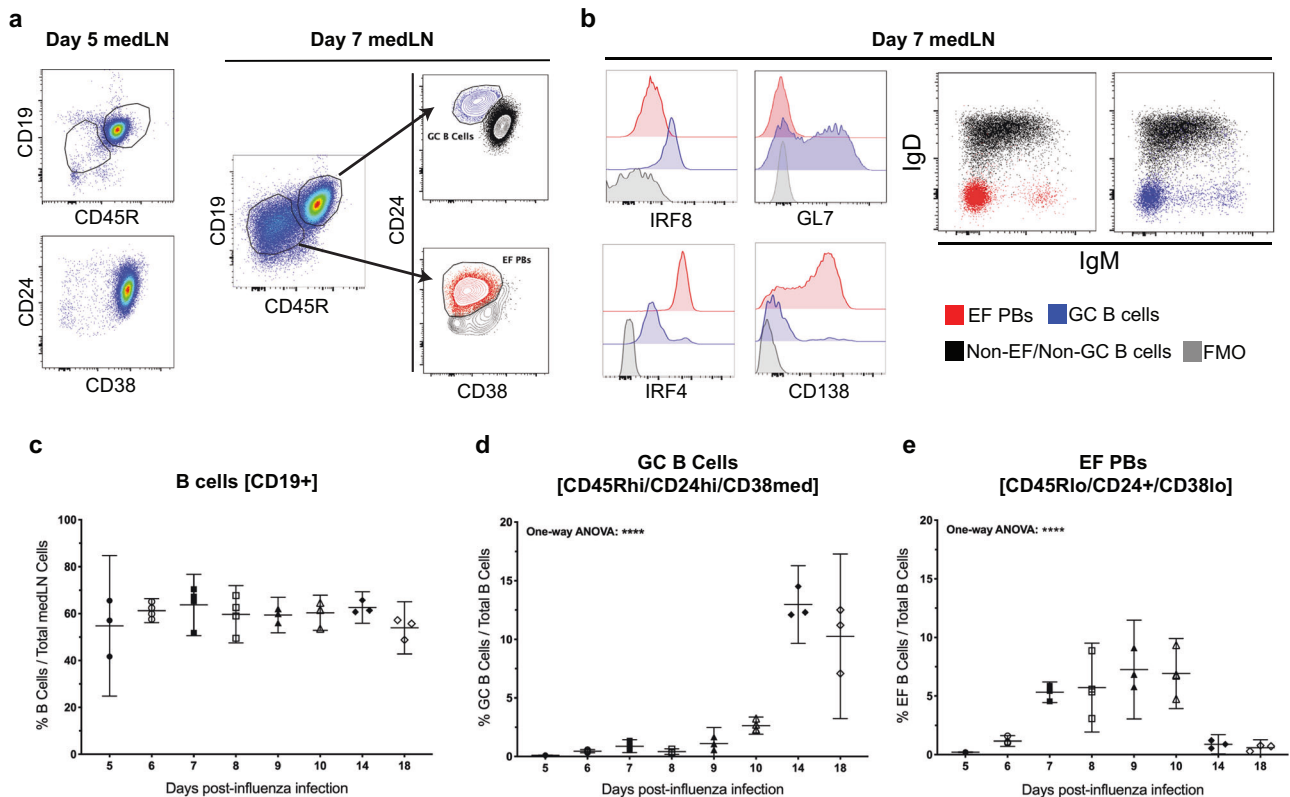 a
Day 5 medLN
Day 7 medLN
CD19
CD45R
CD24
CD38
CD19
CD45R
CD24
GC B Cells
EF PBs
CD38
b
Day 7 medLN
IRF8
GL7
IRF4
CD138
IgD
IgM
EF PBs
GC B cells
Non-EF/Non-GC B cells
FMO
c
B cells [CD19+]
% B Cells / Total medLN Cells
100
80
60
40
20
0
5 6 7 8 9 10 14 18
Days post-influenza infection
d
GC B Cells
[CD45Rhi/CD24hi/CD38med]
One-way ANOVA: ****
% GC B Cells / Total B Cells
20
15
10
5
0
5 6 7 8 9 10 14 18
Days post-influenza infection
e
EF PBs
[CD45Rlo/CD24+/CD38lo]
One-way ANOVA: ****
% EF B Cells / Total B Cells
20
15
10
5
0
5 6 7 8 9 10 14 18
Days post-influenza infection